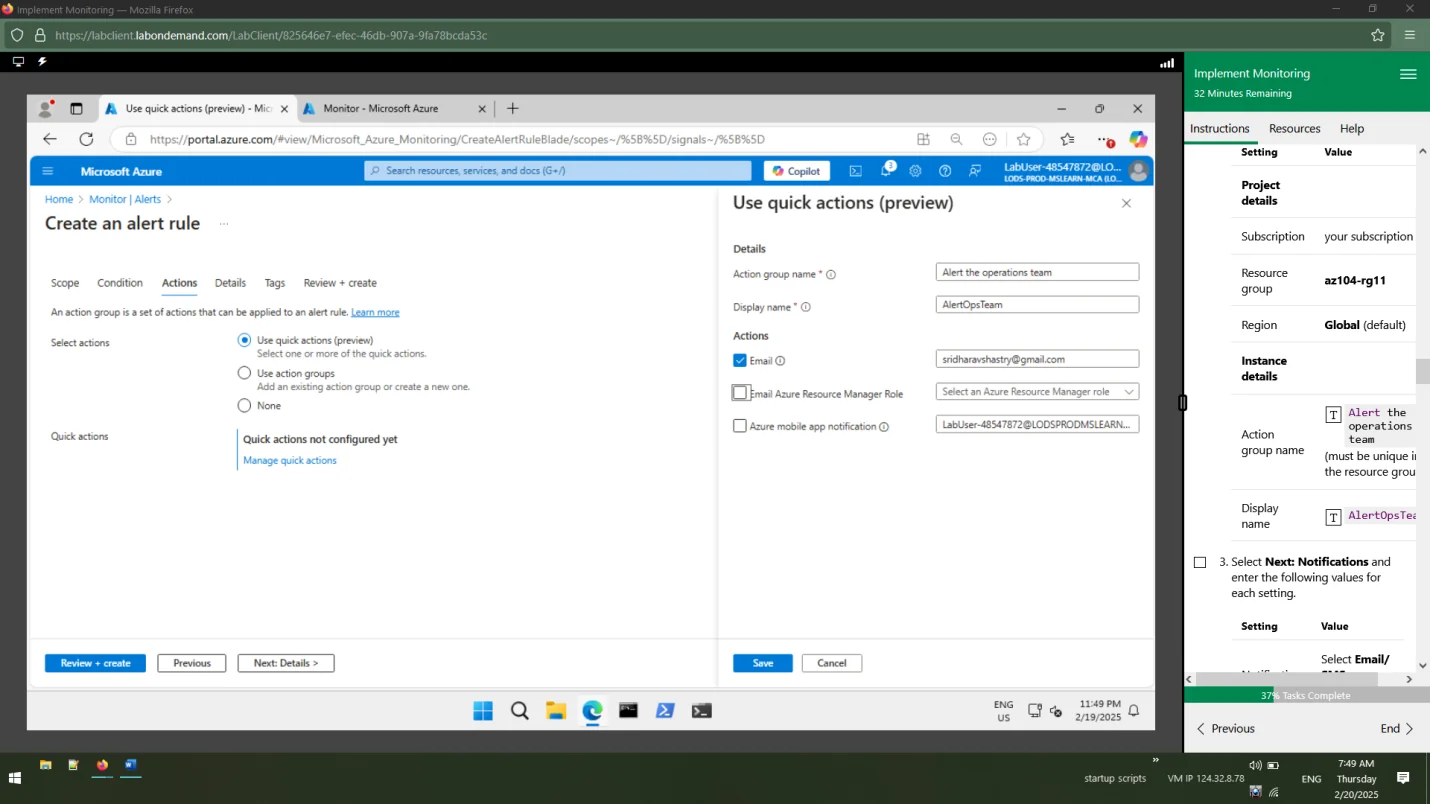 Implement Monitoring — Mozilla Firefox
https://labclient.labondemand.com/LabClient/825646e7-efec-46db-907a-9fa78bcda53c
Use quick actions (preview) - Mic
Monitor - Microsoft Azure
https://portal.azure.com/#view/Microsoft_Azure_Monitoring/CreateAlertRuleBlade/scopes~/%5B%5D/signals~/%5B%5D
Microsoft Azure
Search resources, services, and docs (G+/)
Copilot
3
LabUser-48547872@LO...
LODS-PROD-MSLEARN-MCA (LO...
Home > Monitor | Alerts >
Create an alert rule
...
Scope Condition Actions Details Tags Review + create
An action group is a set of actions that can be applied to an alert rule. Learn more
Select actions
Use quick actions (preview)
Select one or more of the quick actions.
Use action groups
Add an existing action group or create a new one.
None
Quick actions
Quick actions not configured yet
Manage quick actions
Review + create
Previous
Next: Details >
Use quick actions (preview)
Details
Action group name *
Alert the operations team
Display name *
AlertOpsTeam
Actions
Email
sridharavshastry@gmail.com
Email Azure Resource Manager Role
Select an Azure Resource Manager role
Azure mobile app notification
LabUser-48547872@LODSPRODMSLEARN...
Save
Cancel
ENG
US
11:49 PM
2/19/2025
Implement Monitoring
32 Minutes Remaining
Instructions Resources Help
Setting Value
Project
details
Subscription your subscription
Resource
group
az104-rg11
Region Global (default)
Instance
details
Action
group name
T Alert the
operations
team
(must be unique in
the resource grou
Display
name
T AlertOpsTea
3. Select Next: Notifications and
enter the following values for
each setting.
Setting Value
Select Email/
37% Tasks Complete
< Previous
End >
startup scripts
»
VM IP 124.32.8.78
ENG
7:49 AM
Thursday
2/20/2025